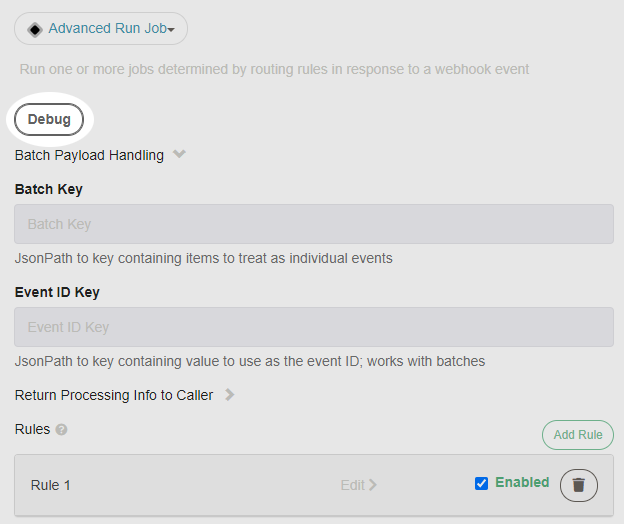 Advanced Run Job
Run one or more jobs determined by routing rules in response to a webhook event
Debug
Batch Payload Handling
Batch Key
Batch Key
JsonPath to key containing items to treat as individual events
Event ID Key
Event ID Key
JsonPath to key containing value to use as the event ID; works with batches
Return Processing Info to Caller
Rules
Add Rule
Rule 1 Edit Enabled